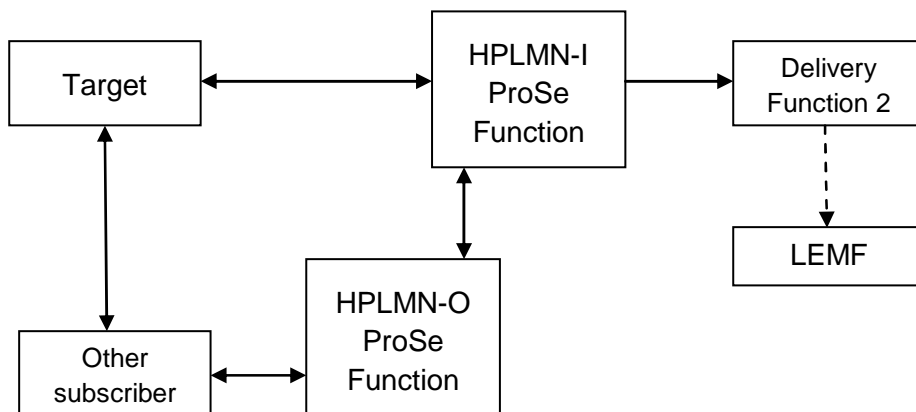 Target
HPLMN-I
ProSe
Function
Delivery
Function 2
LEMF
HPLMN-O
ProSe
Function
Other
subscriber